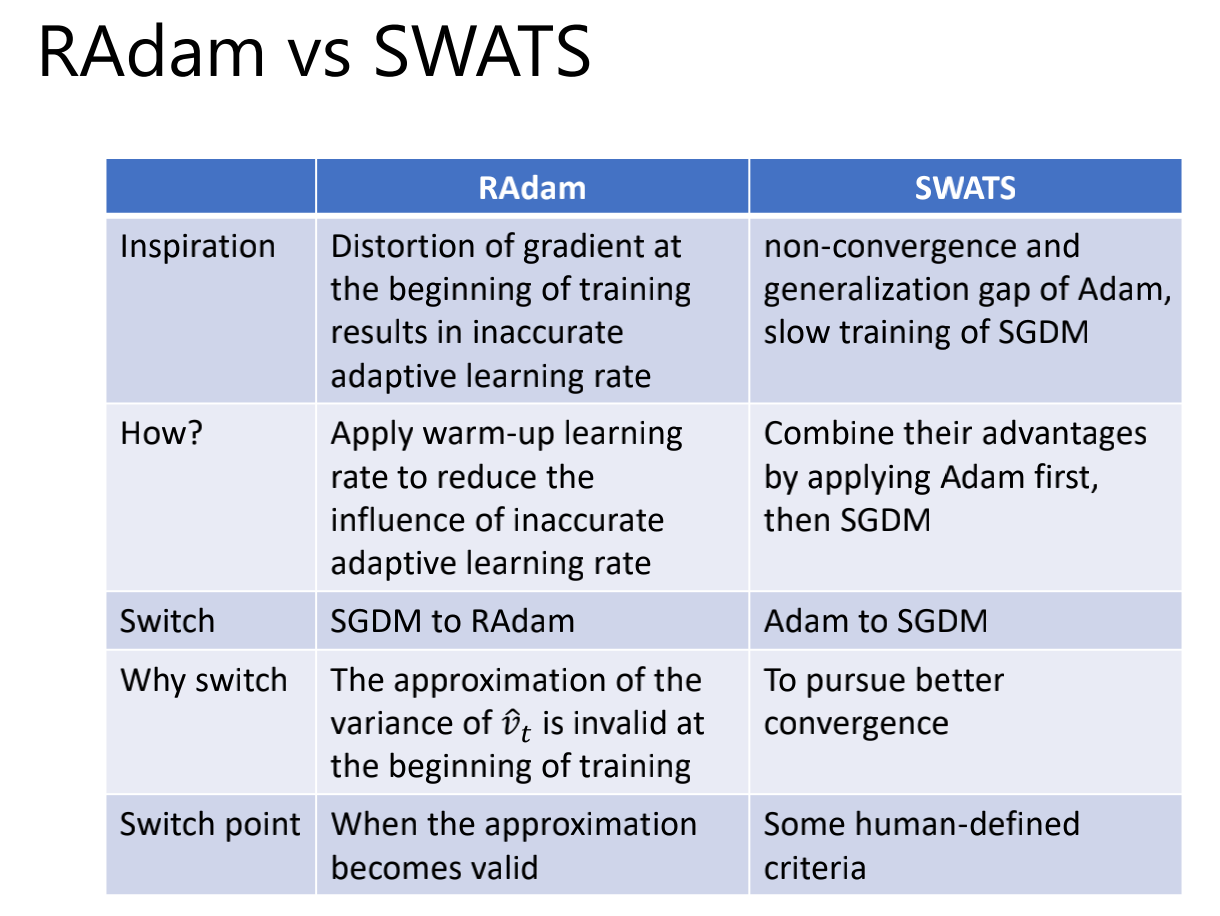 RAdam vs SWATS
RAdam
SWATS
Inspiration
Distortion of gradient at
the beginning of training
results in inaccurate
adaptive learning rate
non-convergence and
generalization gap of Adam,
slow training of SGDM
How?
Apply warm-up learning
rate to reduce the
influence of inaccurate
adaptive learning rate
Combine their advantages
by applying Adam first,
then SGDM
Switch
SGDM to RAdam
Adam to SGDM
Why switch
The approximation of the
variance of v̂ₜ is invalid at
the beginning of training
To pursue better
convergence
Switch point
When the approximation
becomes valid
Some human-defined
criteria